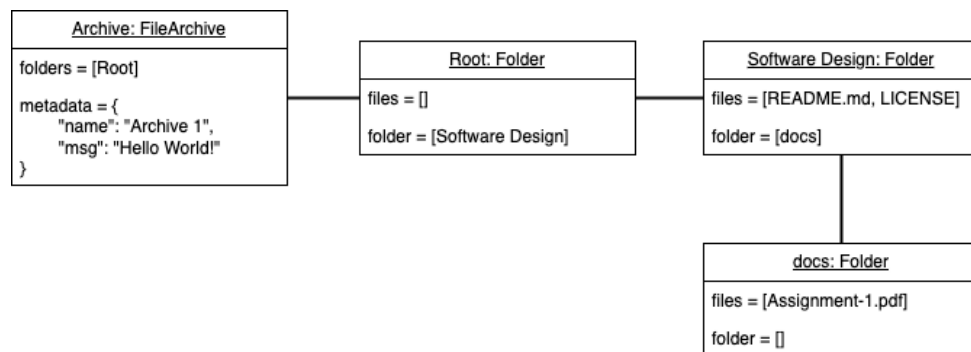 Archive: FileArchive
folders = [Root]
metadata = {
"name": "Archive 1",
"msg": "Hello World!"
}
Root: Folder
files = []
folder = [Software Design]
Software Design: Folder
files = [README.md, LICENSE]
folder = [docs]
docs: Folder
files = [Assignment-1.pdf]
folder = []